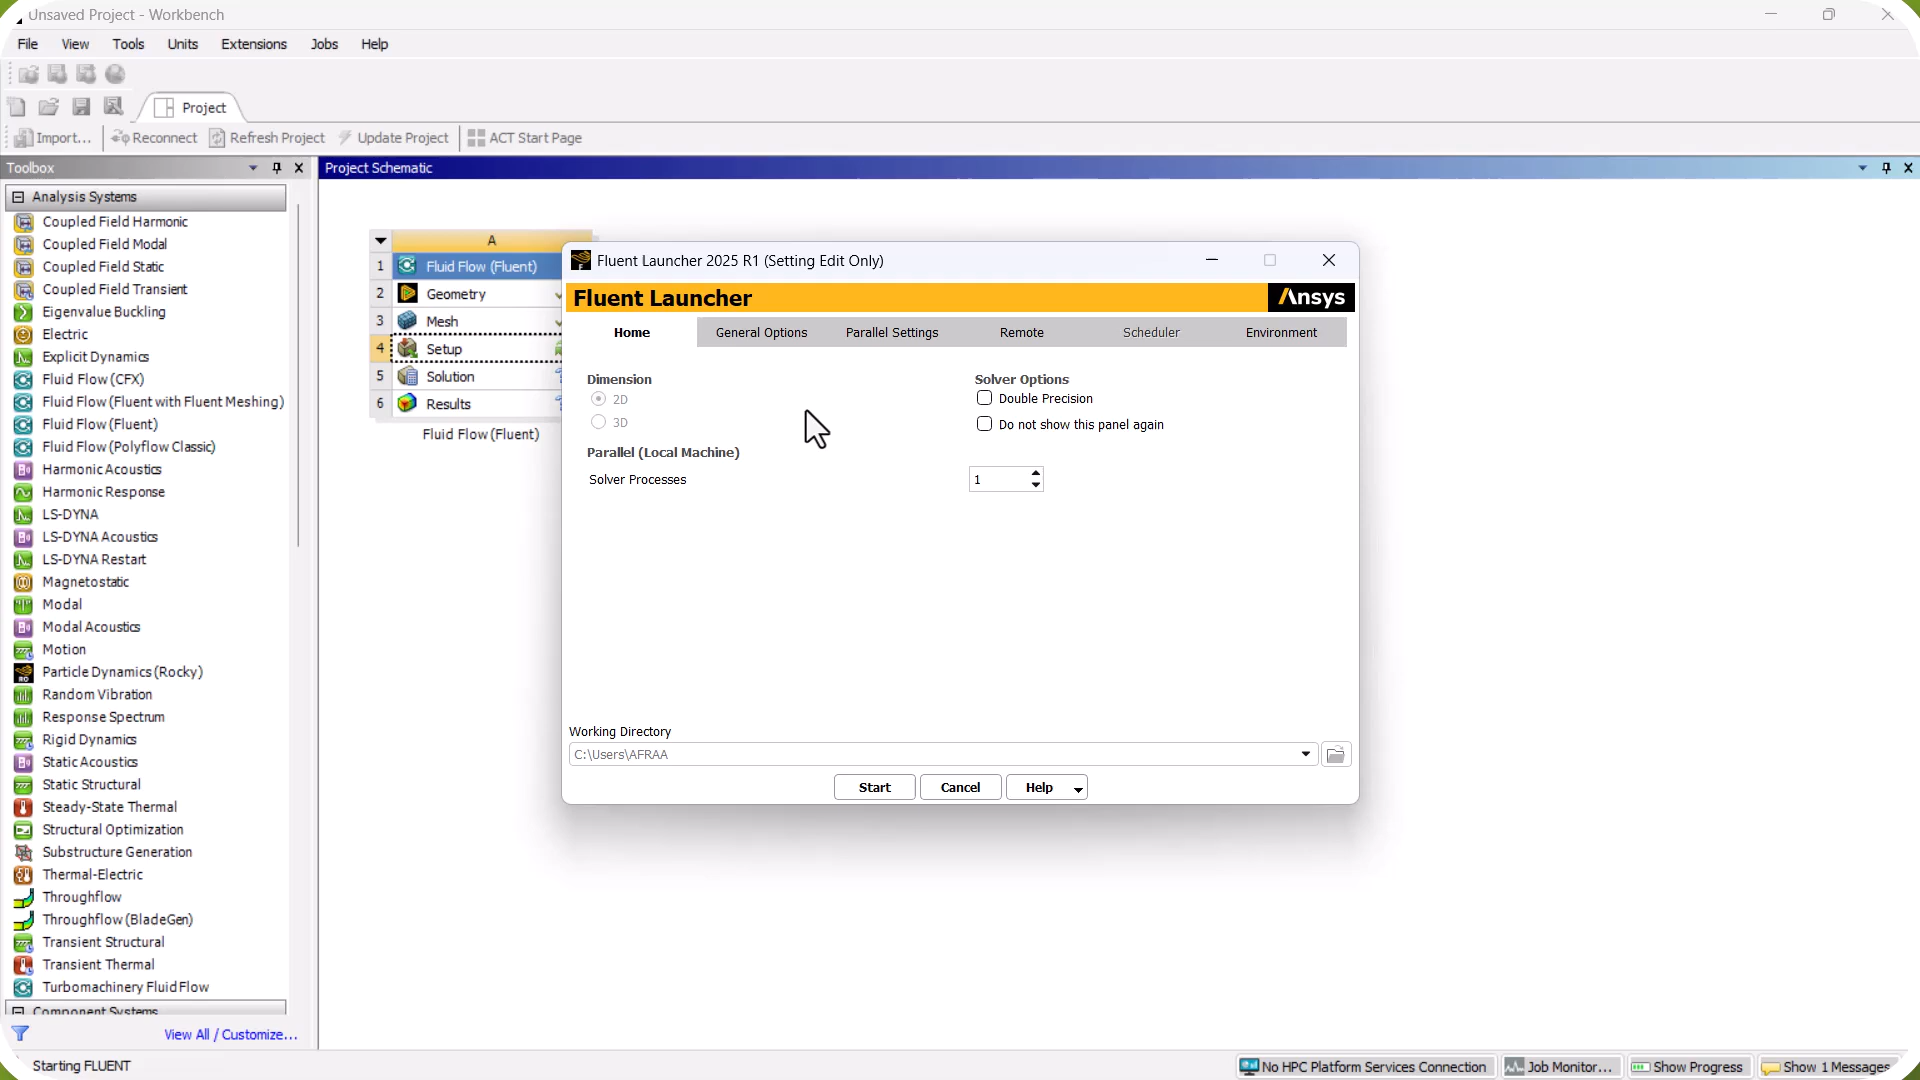 Unsaved Project - Workbench
File View Tools Units Extensions Jobs Help
Project
Import... Reconnect Refresh Project Update Project ACT Start Page
Toolbox
Analysis Systems
Coupled Field Harmonic
Coupled Field Modal
Coupled Field Static
Coupled Field Transient
Eigenvalue Buckling
Electric
Explicit Dynamics
Fluid Flow (CFX)
Fluid Flow (Fluent with Fluent Meshing)
Fluid Flow (Fluent)
Fluid Flow (Polyflow Classic)
Harmonic Acoustics
Harmonic Response
LS-DYNA
LS-DYNA Acoustics
LS-DYNA Restart
Magnetostatic
Modal
Modal Acoustics
Motion
Particle Dynamics (Rocky)
Random Vibration
Response Spectrum
Rigid Dynamics
Static Acoustics
Static Structural
Steady-State Thermal
Structural Optimization
Substructure Generation
Thermal-Electric
Throughflow
Throughflow (BladeGen)
Transient Structural
Transient Thermal
Turbomachinery Fluid Flow
Component Systems
View All / Customize...
Project Schematic
A
1 Fluid Flow (Fluent)
2 Geometry
3 Mesh
4 Setup
5 Solution
6 Results
Fluid Flow (Fluent)
Fluent Launcher 2025 R1 (Setting Edit Only)
Fluent Launcher Ansys
Home General Options Parallel Settings Remote Scheduler Environment
Dimension
2D
3D
Solver Options
Double Precision
Do not show this panel again
Parallel (Local Machine)
Solver Processes 1
Working Directory
C:\Users\AFRAA
Start Cancel Help
Starting FLUENT
No HPC Platform Services Connection Job Monitor... Show Progress Show 1 Messages